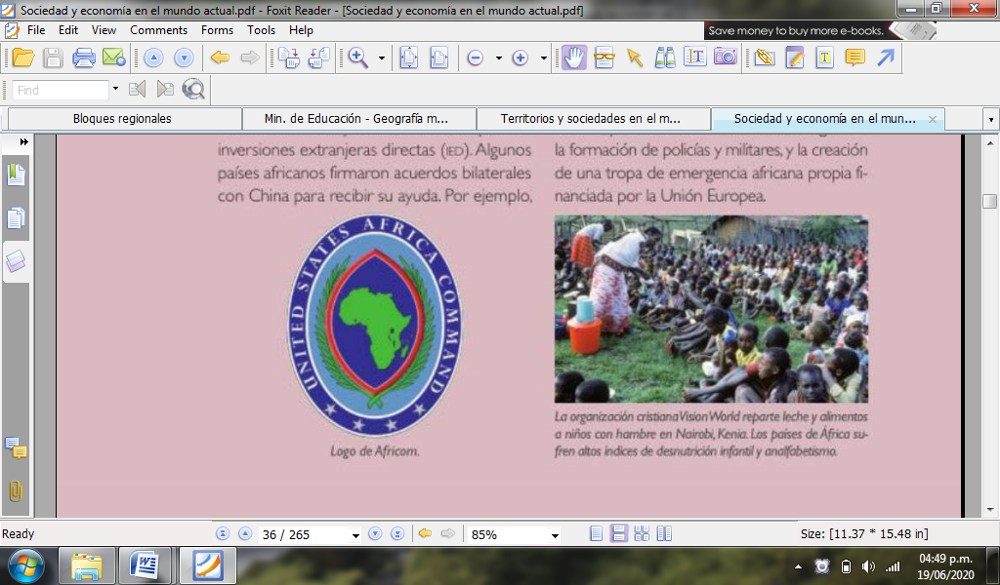 Sociedad y economía en el mundo actual.pdf - Foxit Reader - [Sociedad y economía en el mundo actual.pdf]
File Edit View Comments Forms Tools Help
Save money to buy more e-books.
Find
Bloques regionales
Min. de Educación - Geografía m...
Territorios y sociedades en el m...
Sociedad y economía en el mun...
inversiones extranjeras directas (IED). Algunos
países africanos firmaron acuerdos bilaterales
con China para recibir su ayuda. Por ejemplo,
UNITED STATES AFRICA COMMAND
Logo de Africom.
la formación de policías y militares, y la creación
de una tropa de emergencia africana propia fi-
nanciada por la Unión Europea.
La organización cristiana Vision World reparte leche y alimentos
a niños con hambre en Nairobi, Kenia. Los países de África su-
fren altos índices de desnutrición infantil y analfabetismo.
Ready
36 / 265
85%
Size: [11.37 * 15.48 in]
04:49 p.m.
19/06/2020